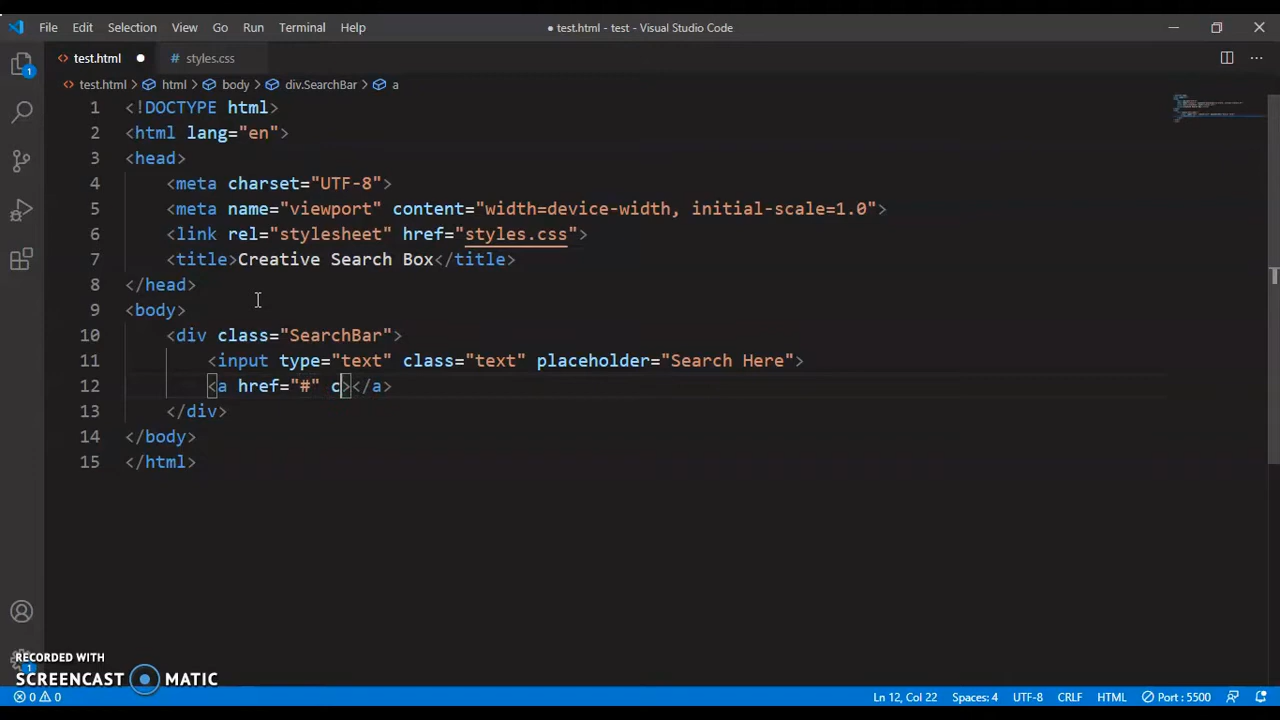 File Edit Selection View Go Run Terminal Help ● test.html - test - Visual Studio Code
<> test.html ● # styles.css ···
<> test.html > html > body > div.SearchBar > a
1 <!DOCTYPE html>
2 <html lang="en">
3 <head>
4 <meta charset="UTF-8">
5 <meta name="viewport" content="width=device-width, initial-scale=1.0">
6 <link rel="stylesheet" href="styles.css">
7 <title>Creative Search Box</title>
8 </head>
9 <body>
10 <div class="SearchBar">
11 <input type="text" class="text" placeholder="Search Here">
12 <a href="#" c></a>
13 </div>
14 </body>
15 </html>
1
1
RECORDED WITH
SCREENCAST MATIC
0 0 Ln 12, Col 22 Spaces: 4 UTF-8 CRLF HTML Port : 5500